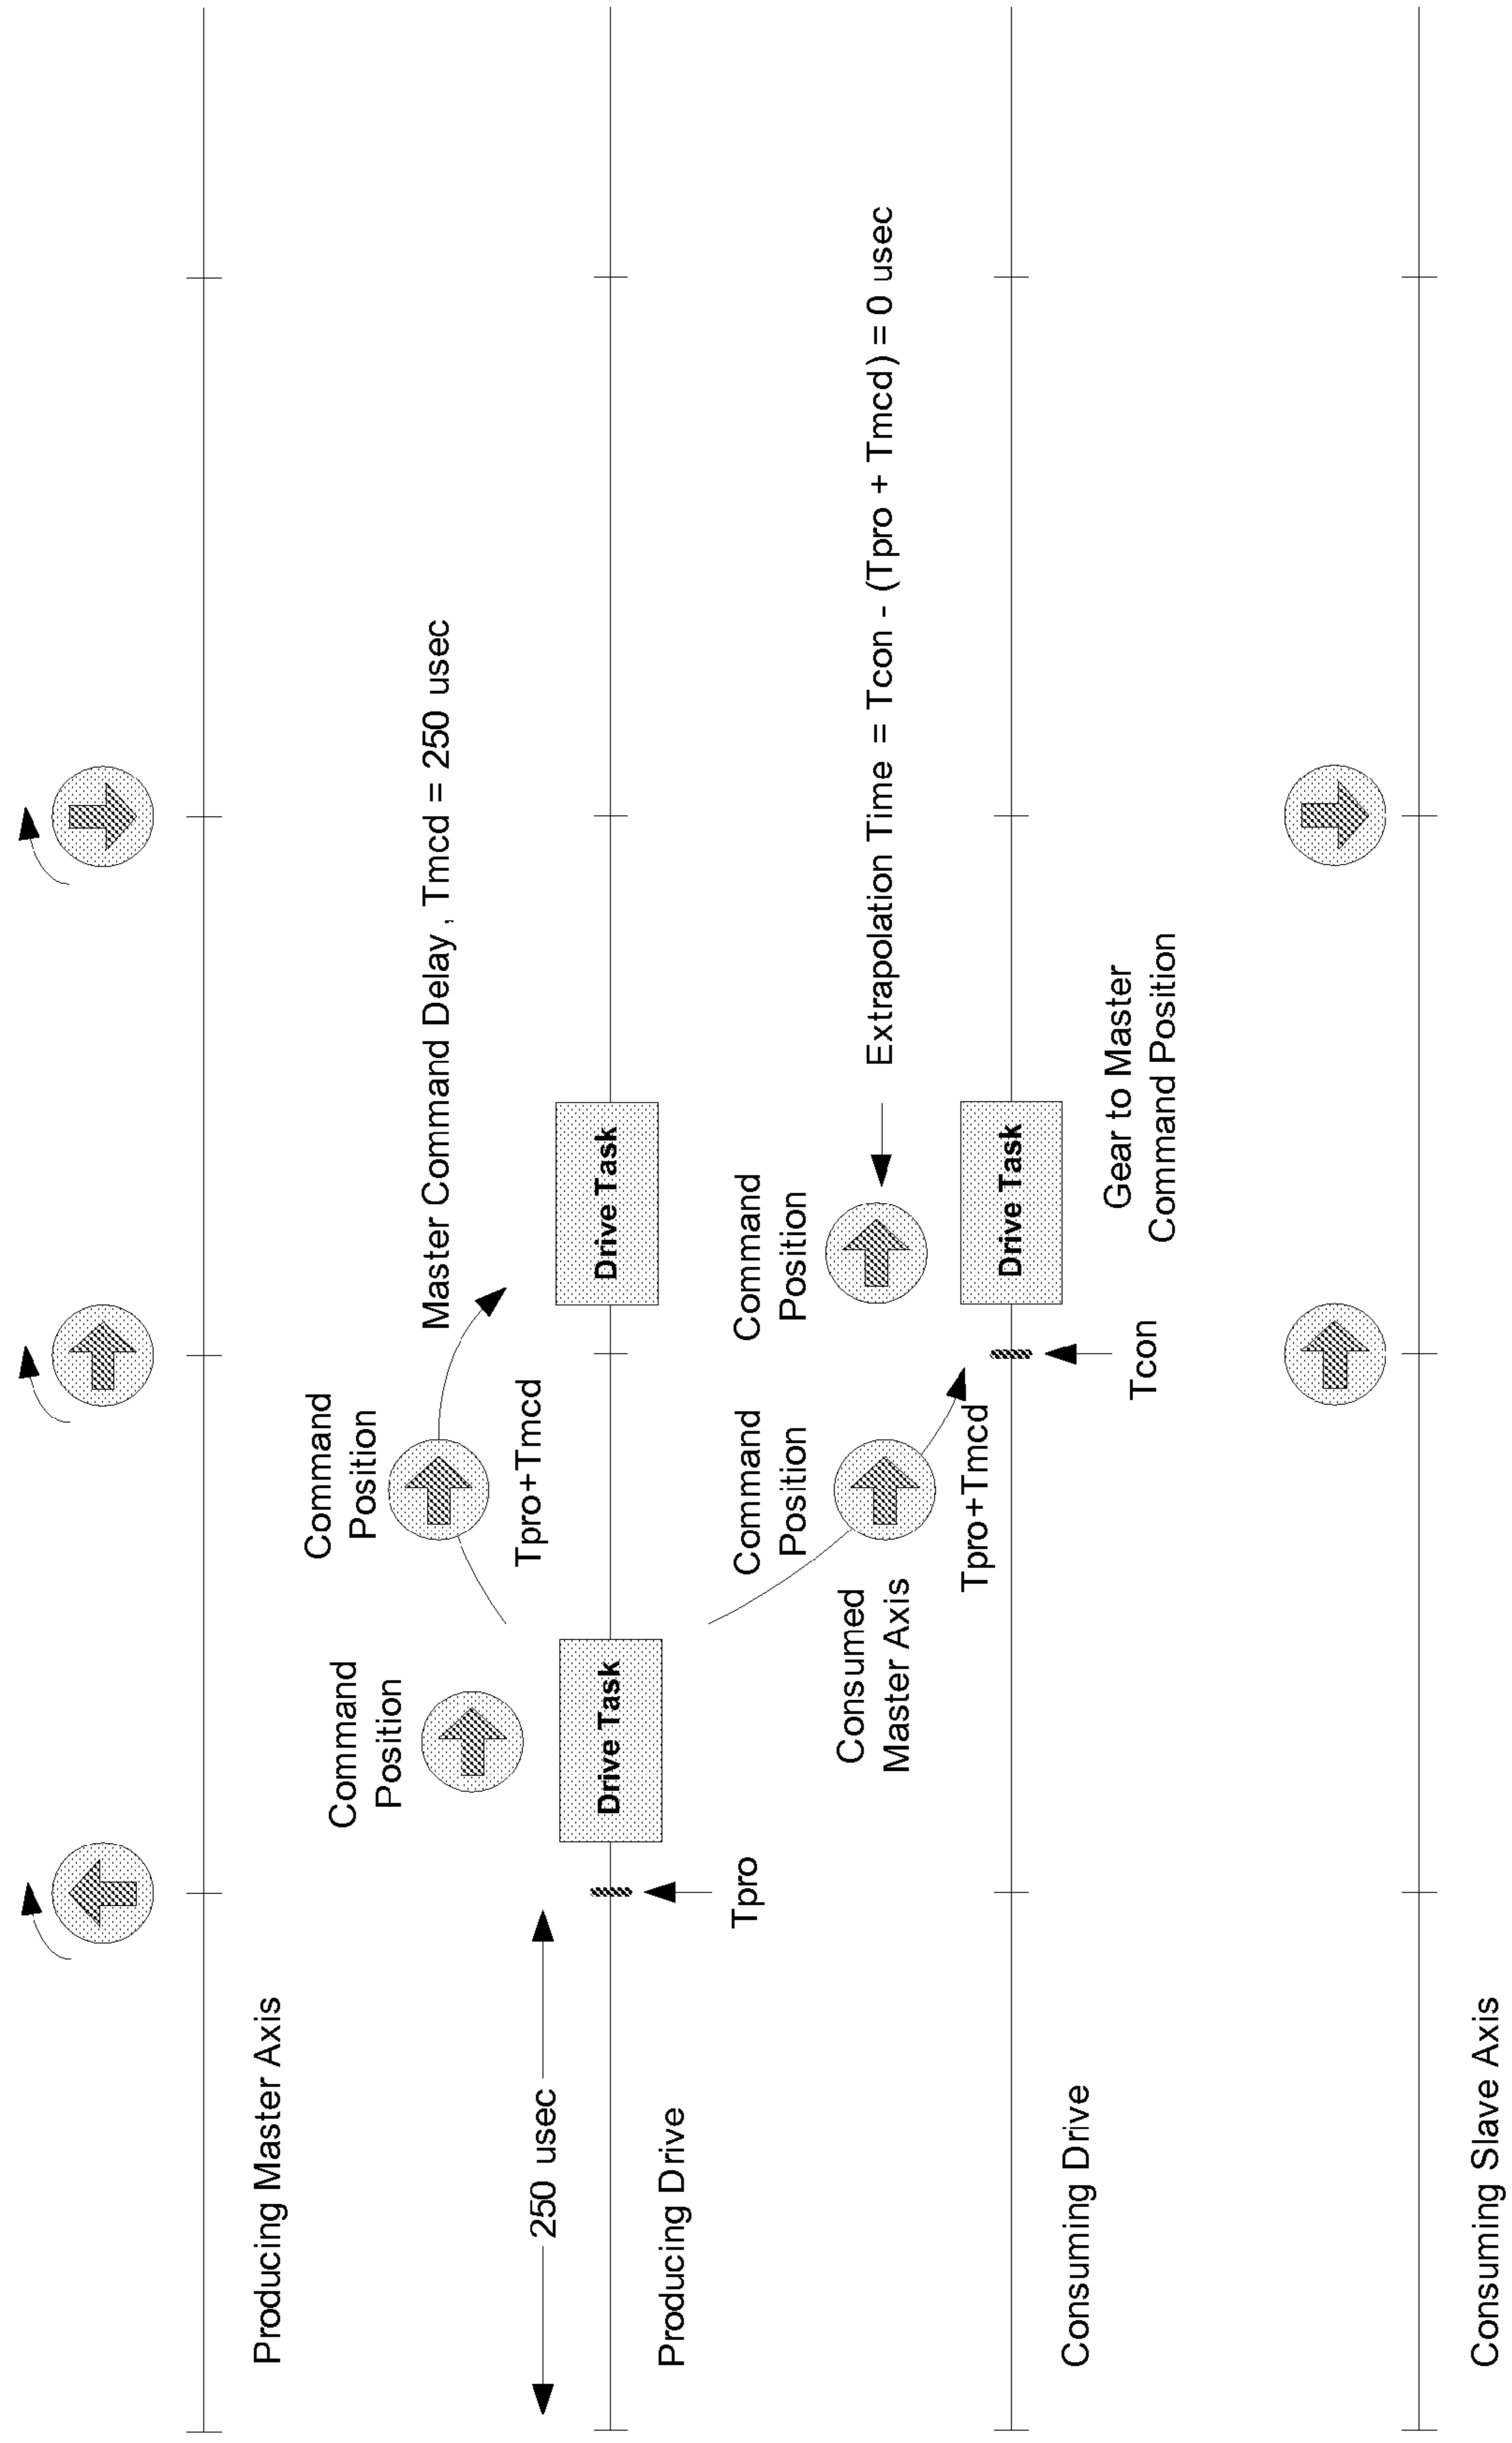 Producing Master Axis
250 usec
Producing Drive
Tpro
Command
Position
Drive Task
Command
Position
Tpro+Tmcd
Master Command Delay, Tmcd = 250 usec
Drive Task
Consumed
Master Axis
Command
Position
Tpro+Tmcd
Command
Position
Extrapolation Time = Tcon - (Tpro + Tmcd) = 0 usec
Consuming Drive
Tcon
Drive Task
Gear to Master
Command Position
Consuming Slave Axis